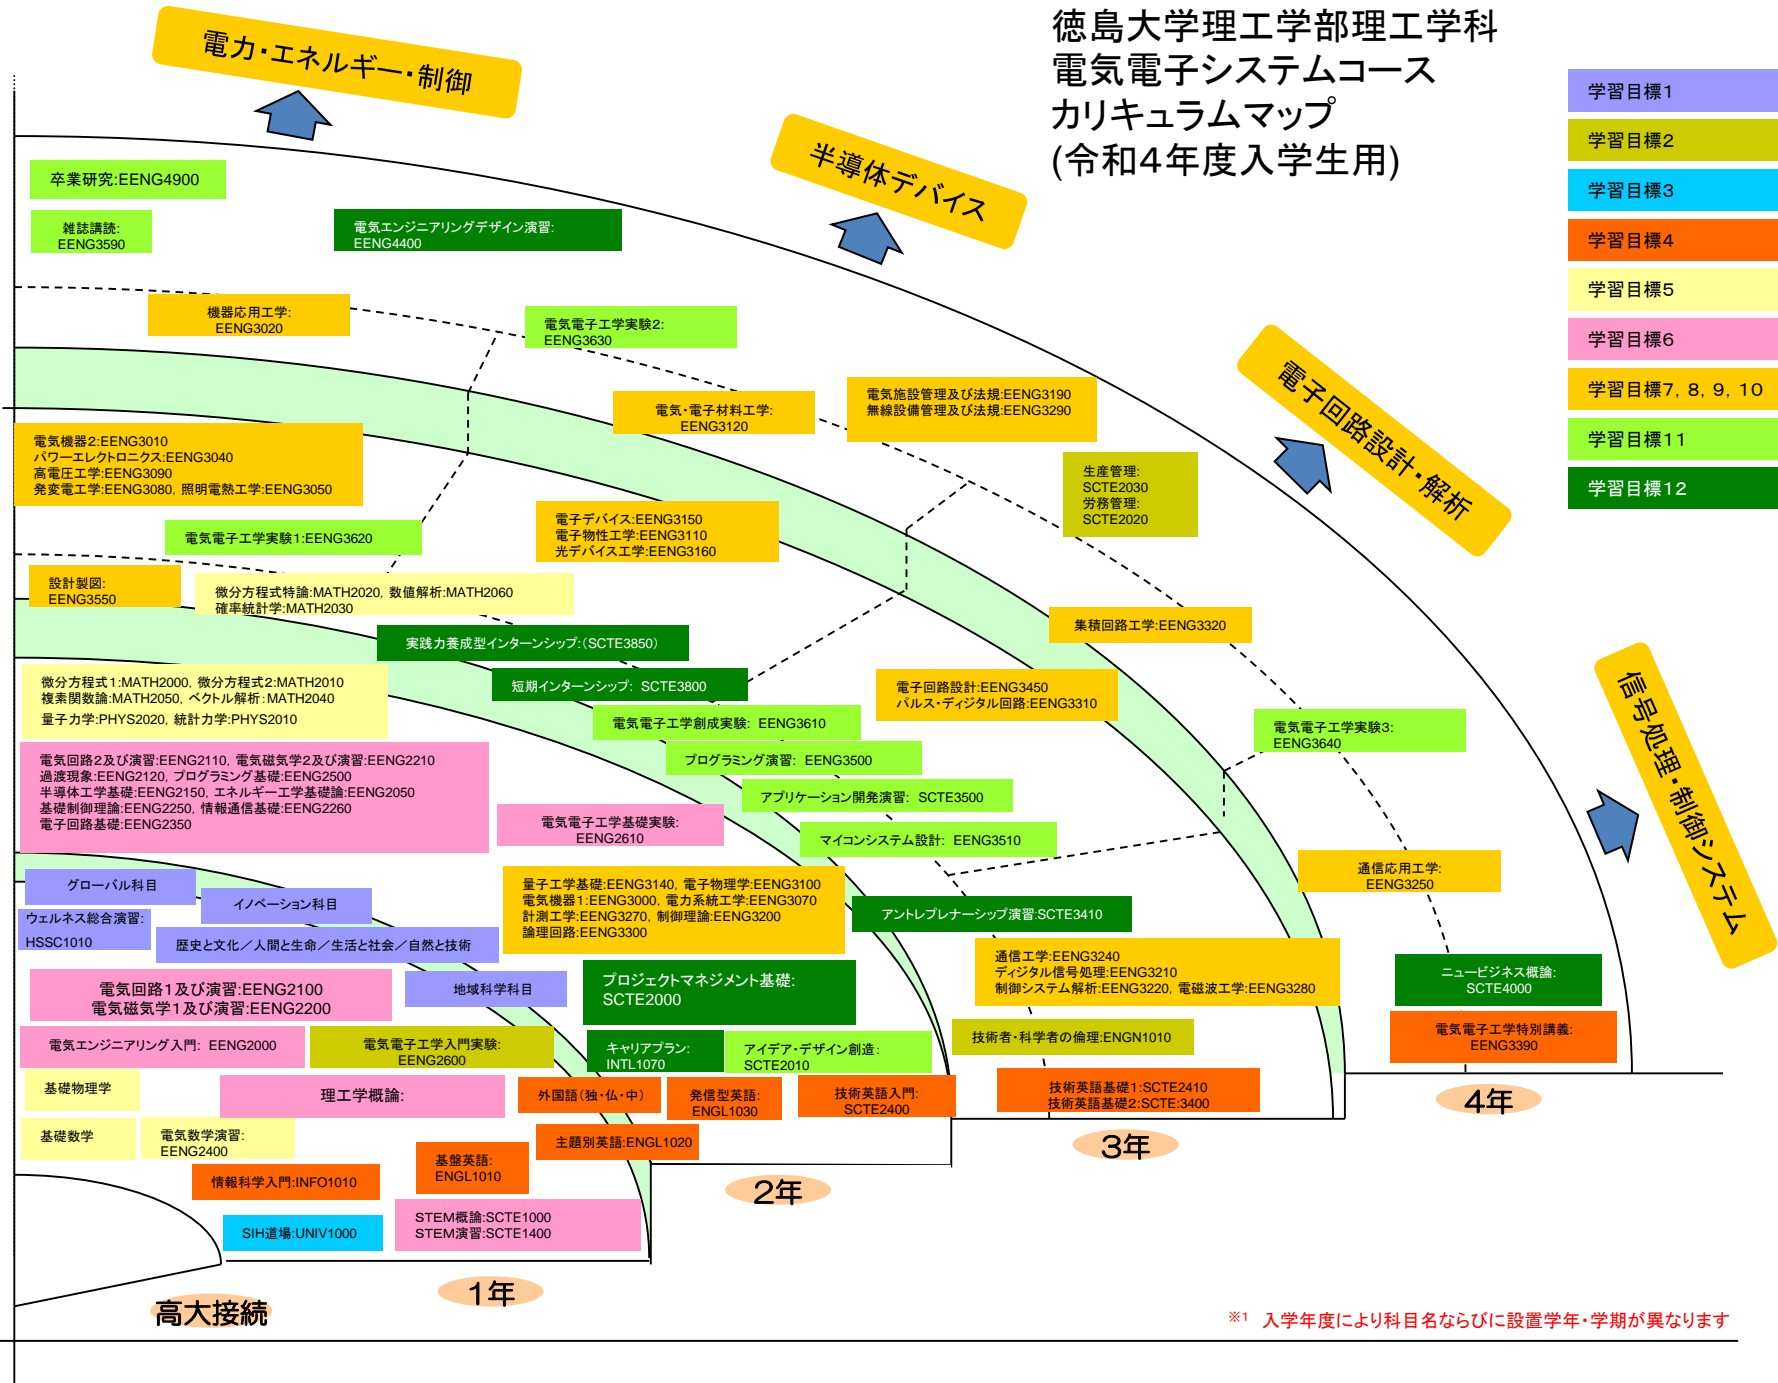 徳島大学理工学部理工学科
電気電子システムコース
カリキュラムマップ
(令和4年度入学生用)
電力・エネルギー・制御
半導体デバイス
電子回路設計・解析
信号処理・制御システム
学習目標1
学習目標2
学習目標3
学習目標4
学習目標5
学習目標6
学習目標7, 8, 9, 10
学習目標11
学習目標12
卒業研究:EENG4900
雑誌講読:
EENG3590
電気エンジニアリングデザイン演習:
EENG4400
機器応用工学:
EENG3020
電気電子工学実験2:
EENG3630
電気・電子材料工学:
EENG3120
電気施設管理及び法規:EENG3190
無線設備管理及び法規:EENG3290
電気機器2:EENG3010
パワーエレクトロニクス:EENG3040
高電圧工学:EENG3090
発変電工学:EENG3080, 照明電熱工学:EENG3050
生産管理:
SCTE2030
労務管理:
SCTE2020
電気電子工学実験1:EENG3620
電子デバイス:EENG3150
電子物性工学:EENG3110
光デバイス工学:EENG3160
設計製図:
EENG3550
微分方程式特論:MATH2020, 数値解析:MATH2060
確率統計学:MATH2030
集積回路工学:EENG3320
実践力養成型インターンシップ:(SCTE3850)
短期インターンシップ: SCTE3800
微分方程式1:MATH2000, 微分方程式2:MATH2010
複素関数論:MATH2050, ベクトル解析:MATH2040
量子力学:PHYS2020, 統計力学:PHYS2010
電子回路設計:EENG3450
パルス・ディジタル回路:EENG3310
電気電子工学創成実験: EENG3610
電気電子工学実験3:
EENG3640
プログラミング演習: EENG3500
電気回路2及び演習:EENG2110, 電気磁気学2及び演習:EENG2210
過渡現象:EENG2120, プログラミング基礎:EENG2500
半導体工学基礎:EENG2150, エネルギー工学基礎論:EENG2050
基礎制御理論:EENG2250, 情報通信基礎:EENG2260
電子回路基礎:EENG2350
アプリケーション開発演習: SCTE3500
電気電子工学基礎実験:
EENG2610
マイコンシステム設計: EENG3510
通信応用工学:
EENG3250
グローバル科目
イノベーション科目
ウェルネス総合演習:
HSSC1010
歴史と文化／人間と生命／生活と社会／自然と技術
量子工学基礎:EENG3140, 電子物理学:EENG3100
電気機器1:EENG3000, 電力系統工学:EENG3070
計測工学:EENG3270, 制御理論:EENG3200
論理回路:EENG3300
アントレプレナーシップ演習:SCTE3410
通信工学:EENG3240
ディジタル信号処理:EENG3210
制御システム解析:EENG3220, 電磁波工学:EENG3280
ニュービジネス概論:
SCTE4000
電気回路1及び演習:EENG2100
電気磁気学1及び演習:EENG2200
地域科学科目
プロジェクトマネジメント基礎:
SCTE2000
電気電子工学特別講義:
EENG3390
電気エンジニアリング入門: EENG2000
電気電子工学入門実験:
EENG2600
キャリアプラン:
INTL1070
アイデア・デザイン創造:
SCTE2010
技術者・科学者の倫理:ENGN1010
基礎物理学
理工学概論:
外国語(独・仏・中)
発信型英語:
ENGL1030
技術英語入門:
SCTE2400
技術英語基礎1:SCTE2410
技術英語基礎2:SCTE:3400
基礎数学
電気数学演習:
EENG2400
主題別英語:ENGL1020
基盤英語:
ENGL1010
情報科学入門:INFO1010
SIH道場:UNIV1000
STEM概論:SCTE1000
STEM演習:SCTE1400
4年
3年
2年
1年
高大接続
※1 入学年度により科目名ならびに設置学年・学期が異なります